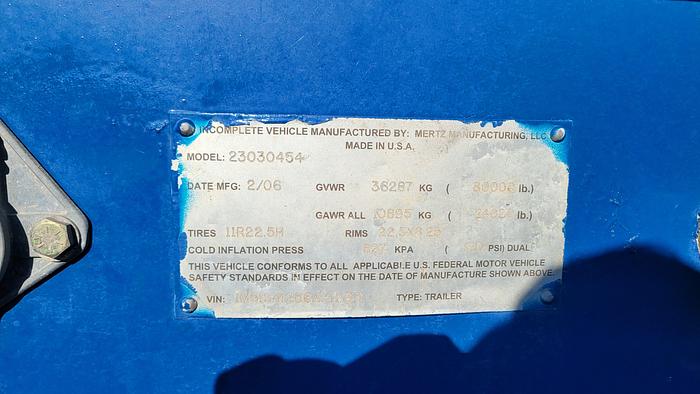 INCOMPLETE VEHICLE MANUFACTURED BY: MERTZ MANUFACTURING, LLC
MADE IN U.S.A.
MODEL: 23030454
DATE MFG: 2/06 GVWR 36287 KG ( 80000 lb.)
GAWR ALL KG ( lb.)
TIRES 11R22.5H RIMS 22.5X8.25
COLD INFLATION PRESS KPA ( PSI) DUAL
THIS VEHICLE CONFORMS TO ALL APPLICABLE U.S. FEDERAL MOTOR VEHICLE
SAFETY STANDARDS IN EFFECT ON THE DATE OF MANUFACTURE SHOWN ABOVE.
VIN: TYPE: TRAILER